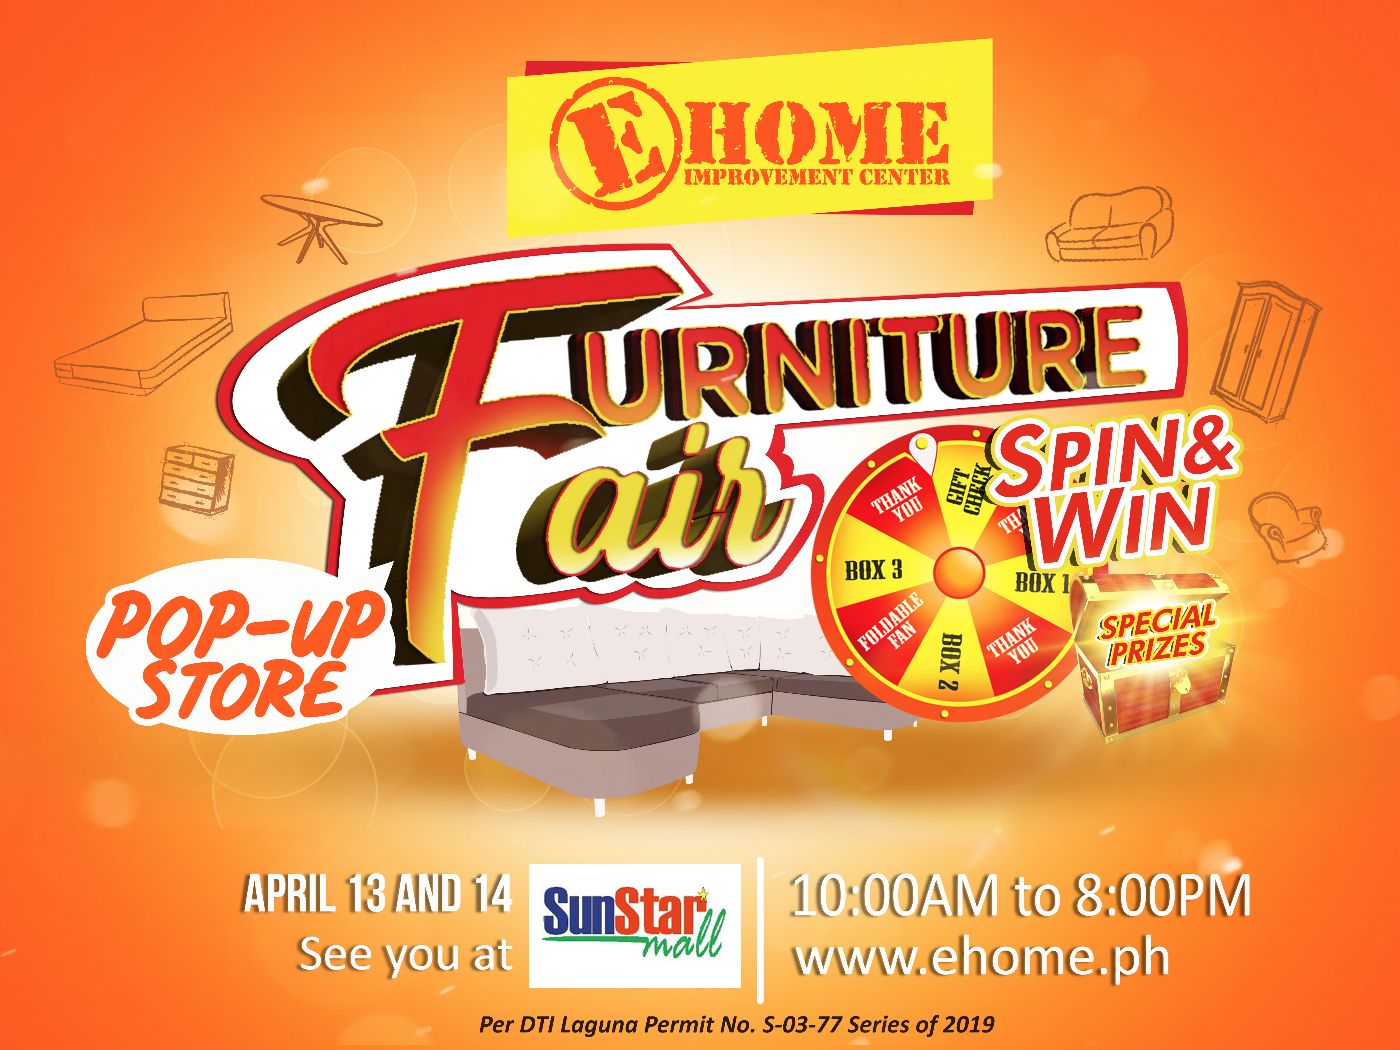 EHOME
IMPROVEMENT CENTER
FURNITURE
Fair
SPIN&
WIN
THANK
YOU
GIFT
CHECK
BOX 3
BOX 1
FOLDABLE
FAN
BOX 2
THANK
YOU
SPECIAL
PRIZES
POP-UP
STORE
APRIL 13 AND 14
See you at
SunStar
mall
10:00AM to 8:00PM
www.ehome.ph
Per DTI Laguna Permit No. S-03-77 Series of 2019